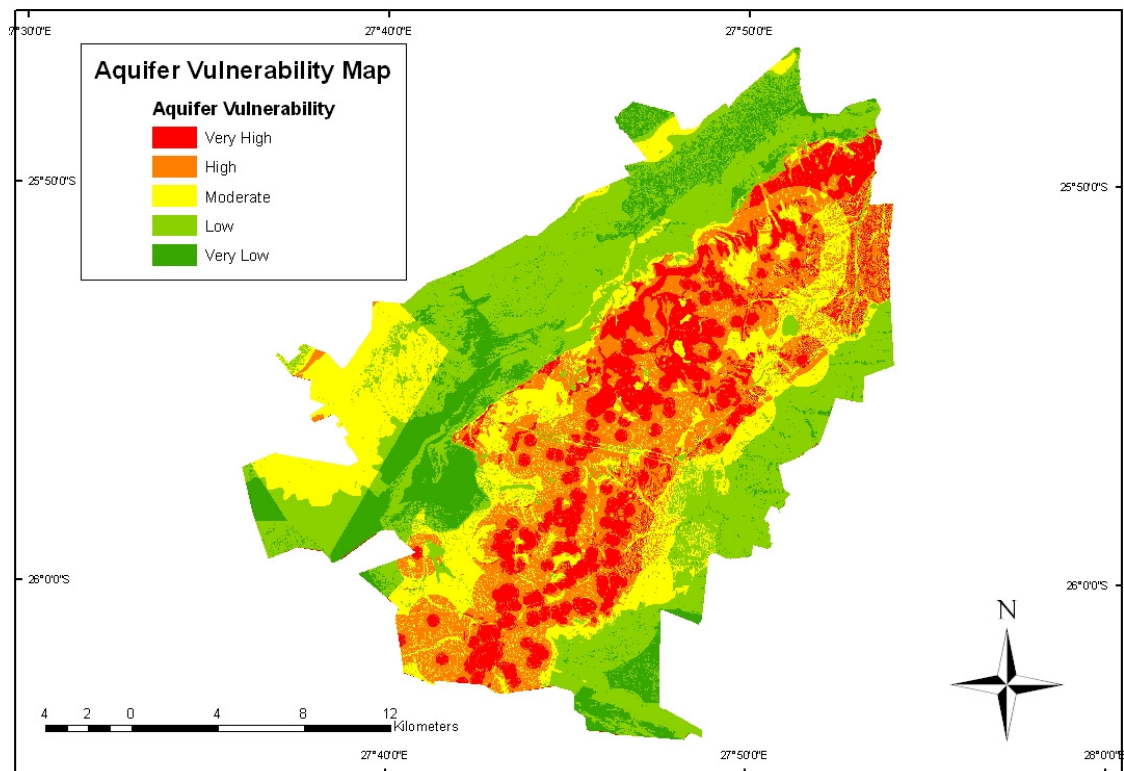 7°30'0"E 27°40'0"E 27°50'0"E
Aquifer Vulnerability Map
Aquifer Vulnerability
Very High
High
Moderate
Low
Very Low
25°50'0"S 25°50'0"S
26°0'0"S 26°0'0"S
N
4 2 0 4 8 12
Kilometers
27°40'0"E 27°50'0"E 28°0'0"E